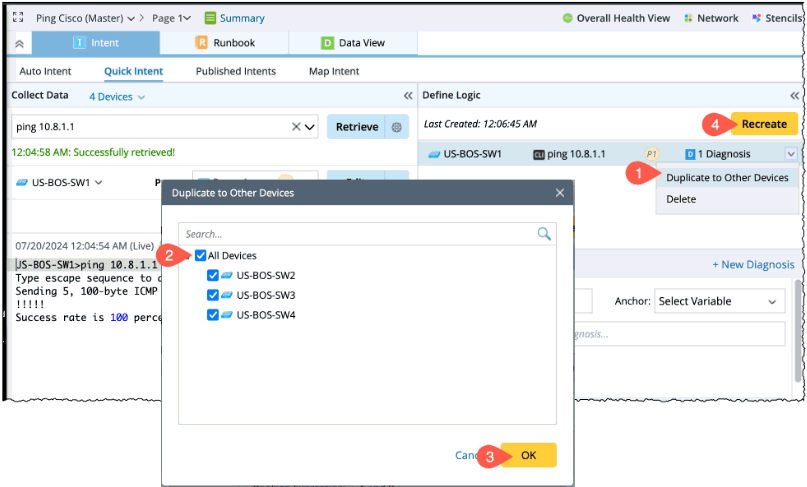 Ping Cisco (Master) > Page 1 Summary Overall Health View Network Stencils
Intent Runbook Data View
Auto Intent Quick Intent Published Intents Map Intent
Collect Data 4 Devices Define Logic
ping 10.8.1.1 Retrieve
Last Created: 12:06:45 AM 4 Recreate
12:04:58 AM: Successfully retrieved!
US-BOS-SW1 CLI ping 10.8.1.1 P1 D 1 Diagnosis
US-BOS-SW1
1 Duplicate to Other Devices
Delete
Duplicate to Other Devices
Search...
07/20/2024 12:04:54 AM (Live)
2 All Devices
US-BOS-SW1>ping 10.8.1.1
+ New Diagnosis
US-BOS-SW2
Type escape sequence to
US-BOS-SW3
Sending 5, 100-byte ICMP
Anchor: Select Variable
!!!!!
US-BOS-SW4
Success rate is 100
3 OK